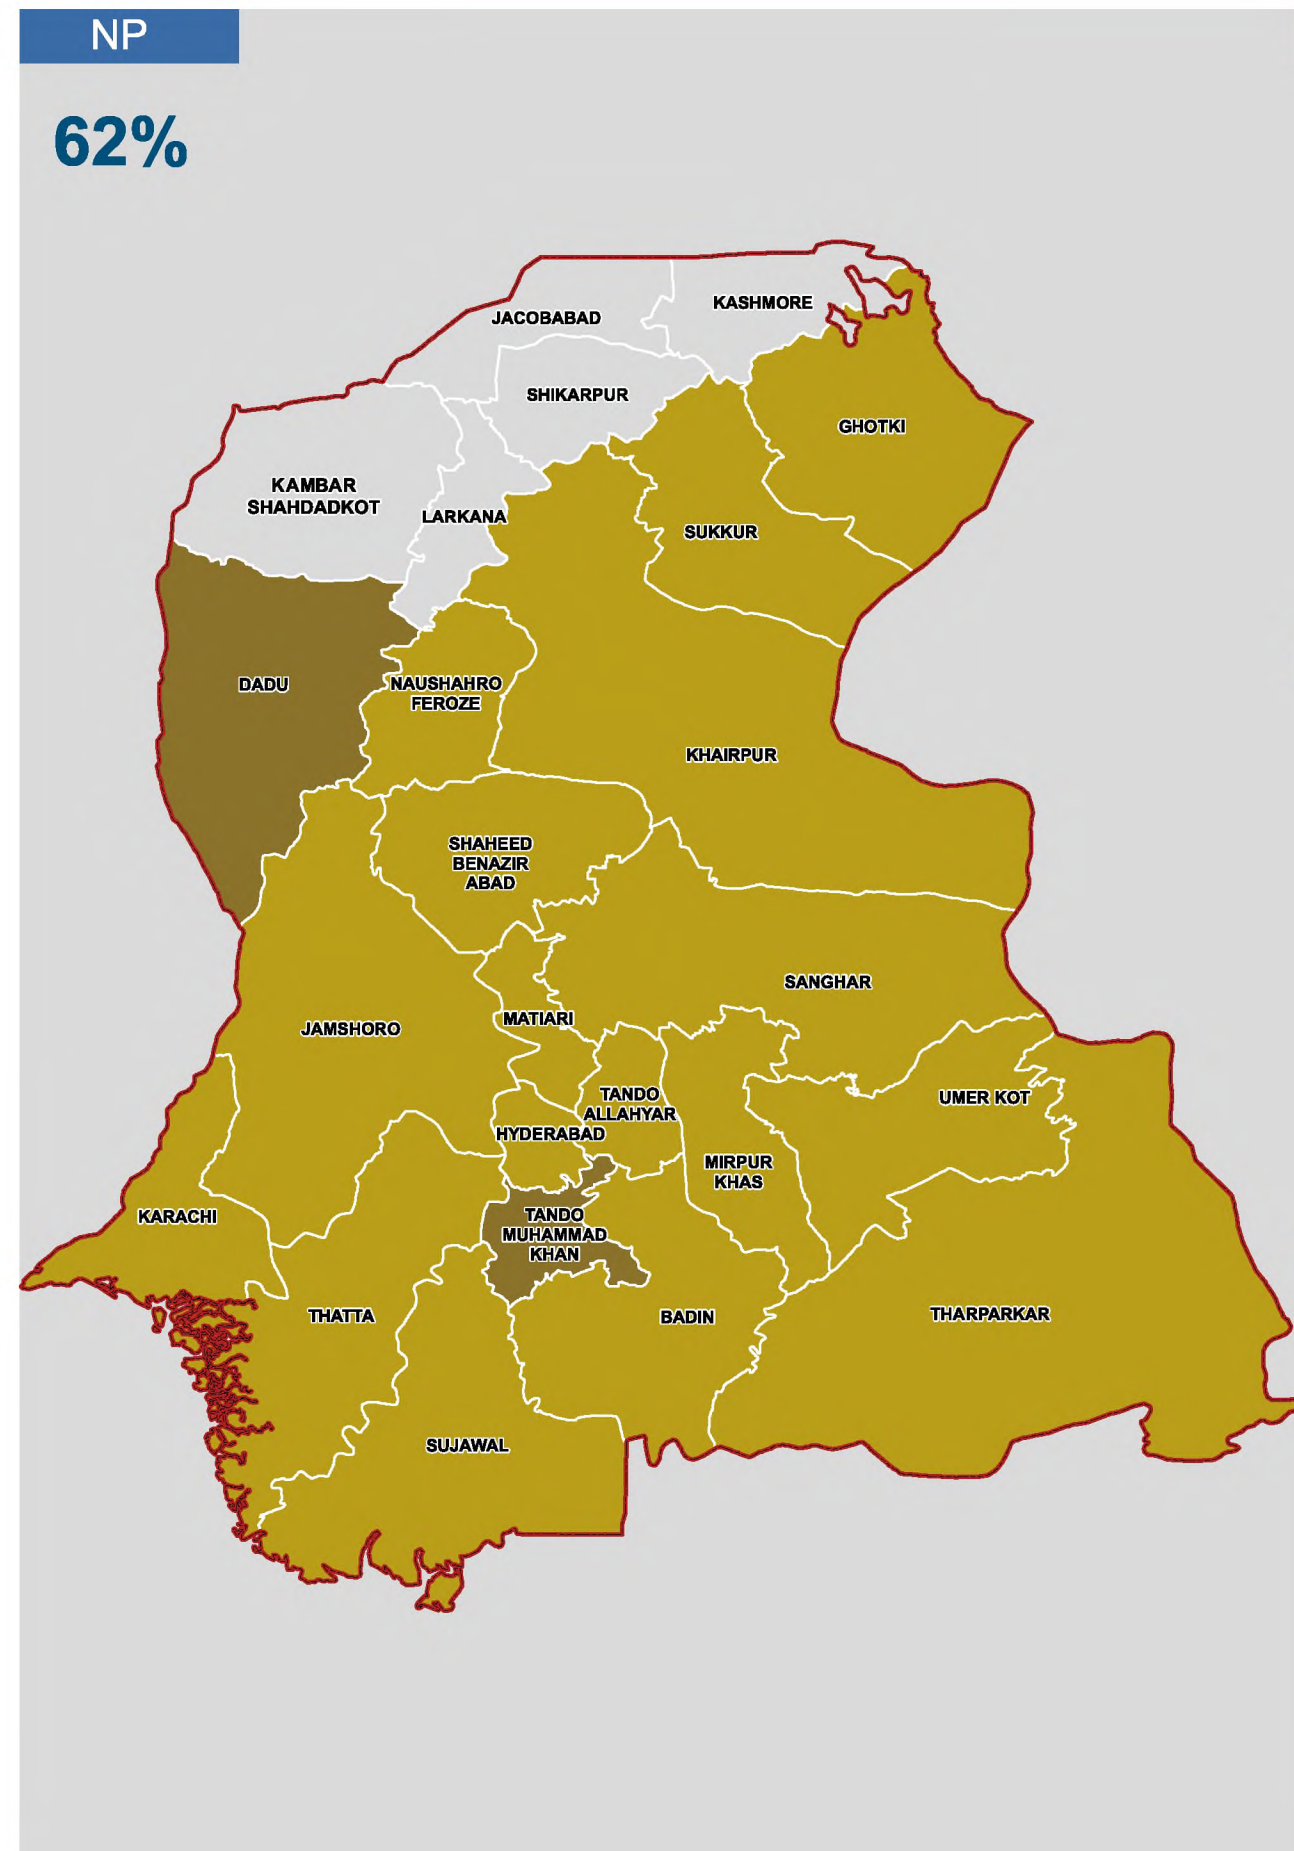 NP
62%
KASHMORE
JACOBABAD
SHIKARPUR
GHOTKI
KAMBAR
SHAHDADKOT
LARKANA
SUKKUR
DADU
NAUSHAHRO
FEROZE
KHAIRPUR
SHAHEED
BENAZIR
ABAD
SANGHAR
MATIARI
JAMSHORO
TANDO
ALLAHYAR
UMER KOT
HYDERABAD
MIRPUR
KHAS
KARACHI
TANDO
MUHAMMAD
KHAN
THATTA
BADIN
THARPARKAR
SUJAWAL